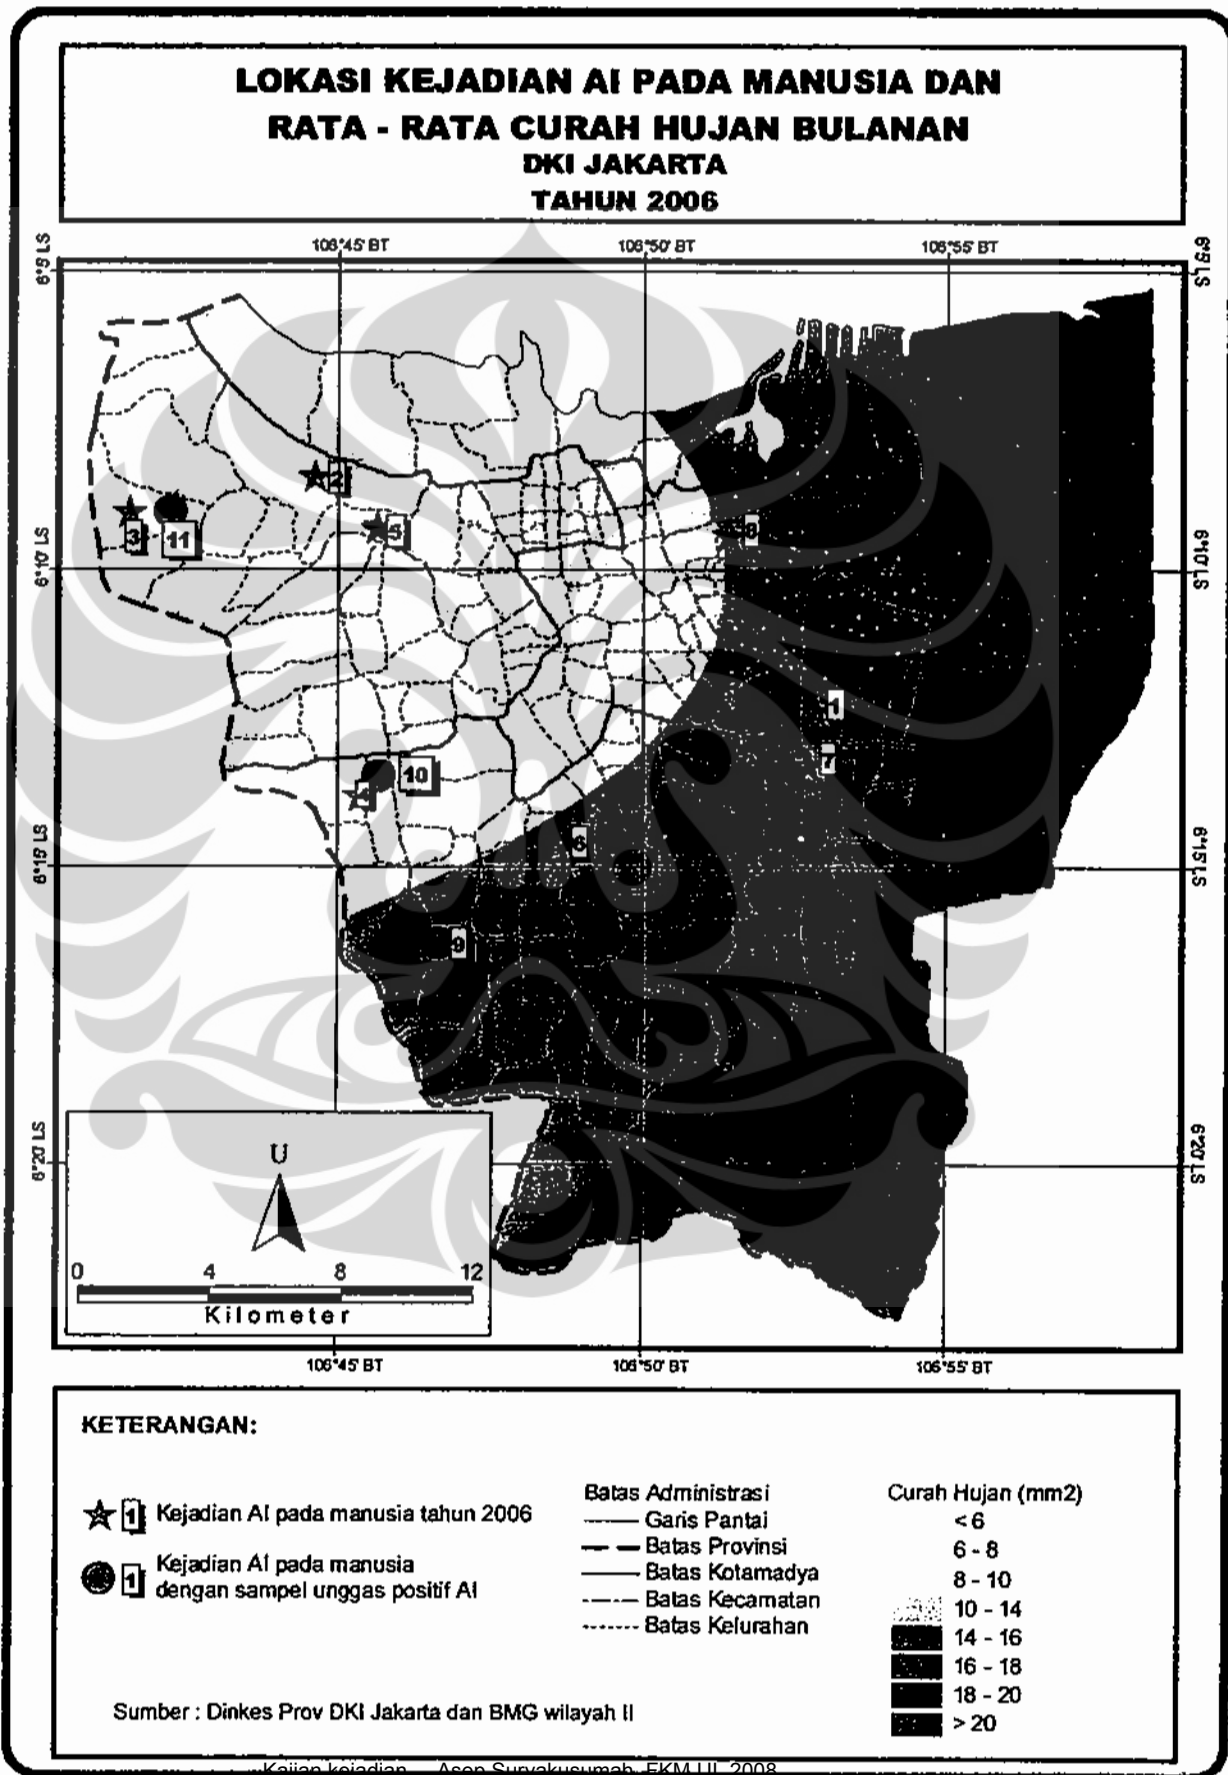 LOKASI KEJADIAN AI PADA MANUSIA DAN
RATA - RATA CURAH HUJAN BULANAN
DKI JAKARTA
TAHUN 2006
106°45' BT 106°50' BT 106°55' BT
6°5' LS 6°5' LS
2
5
3 11
8
6°10' LS 6°10' LS
1
7
10
4
6
6°15' LS 6°15' LS
9
6°20' LS 6°20' LS
U
0 4 8 12
Kilometer
106°45' BT 106°50' BT 106°55' BT
KETERANGAN:
1 Kejadian AI pada manusia tahun 2006
1 Kejadian AI pada manusia
dengan sampel unggas positif AI
Batas Administrasi
Garis Pantai
Batas Provinsi
Batas Kotamadya
Batas Kecamatan
Batas Kelurahan
Curah Hujan (mm2)
< 6
6 - 8
8 - 10
10 - 14
14 - 16
16 - 18
18 - 20
> 20
Sumber : Dinkes Prov DKI Jakarta dan BMG wilayah II
Kajian kejadian..., Asep Suryakusumah, FKM UI, 2008